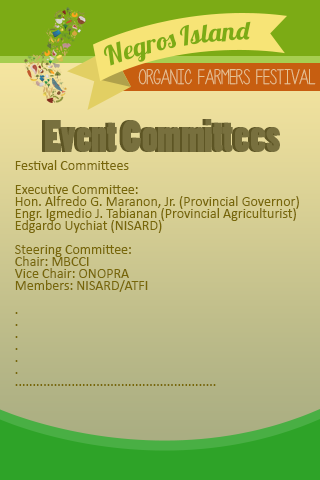 Negros Island
ORGANIC FARMERS FESTIVAL
Event Committees
Festival Committees
Executive Committee:
Hon. Alfredo G. Maranon, Jr. (Provincial Governor)
Engr. Igmedio J. Tabianan (Provincial Agriculturist)
Edgardo Uychiat (NISARD)
Steering Committee:
Chair: MBCCI
Vice Chair: ONOPRA
Members: NISARD/ATFI
.
.
.
.
.
.
.........................................................